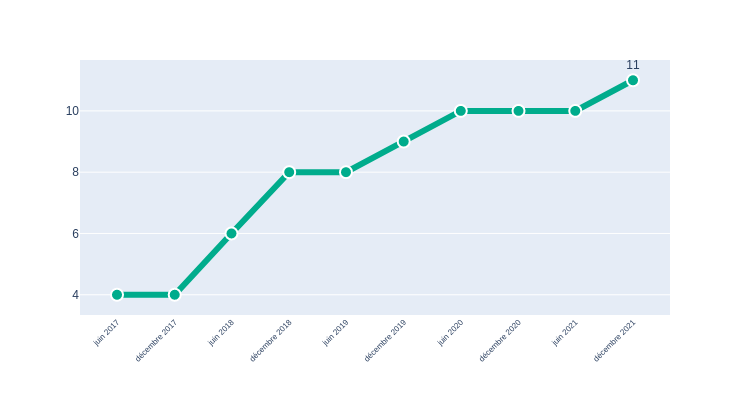 11
10
8
6
4
juin 2017
décembre 2017
juin 2018
décembre 2018
juin 2019
décembre 2019
juin 2020
décembre 2020
juin 2021
décembre 2021